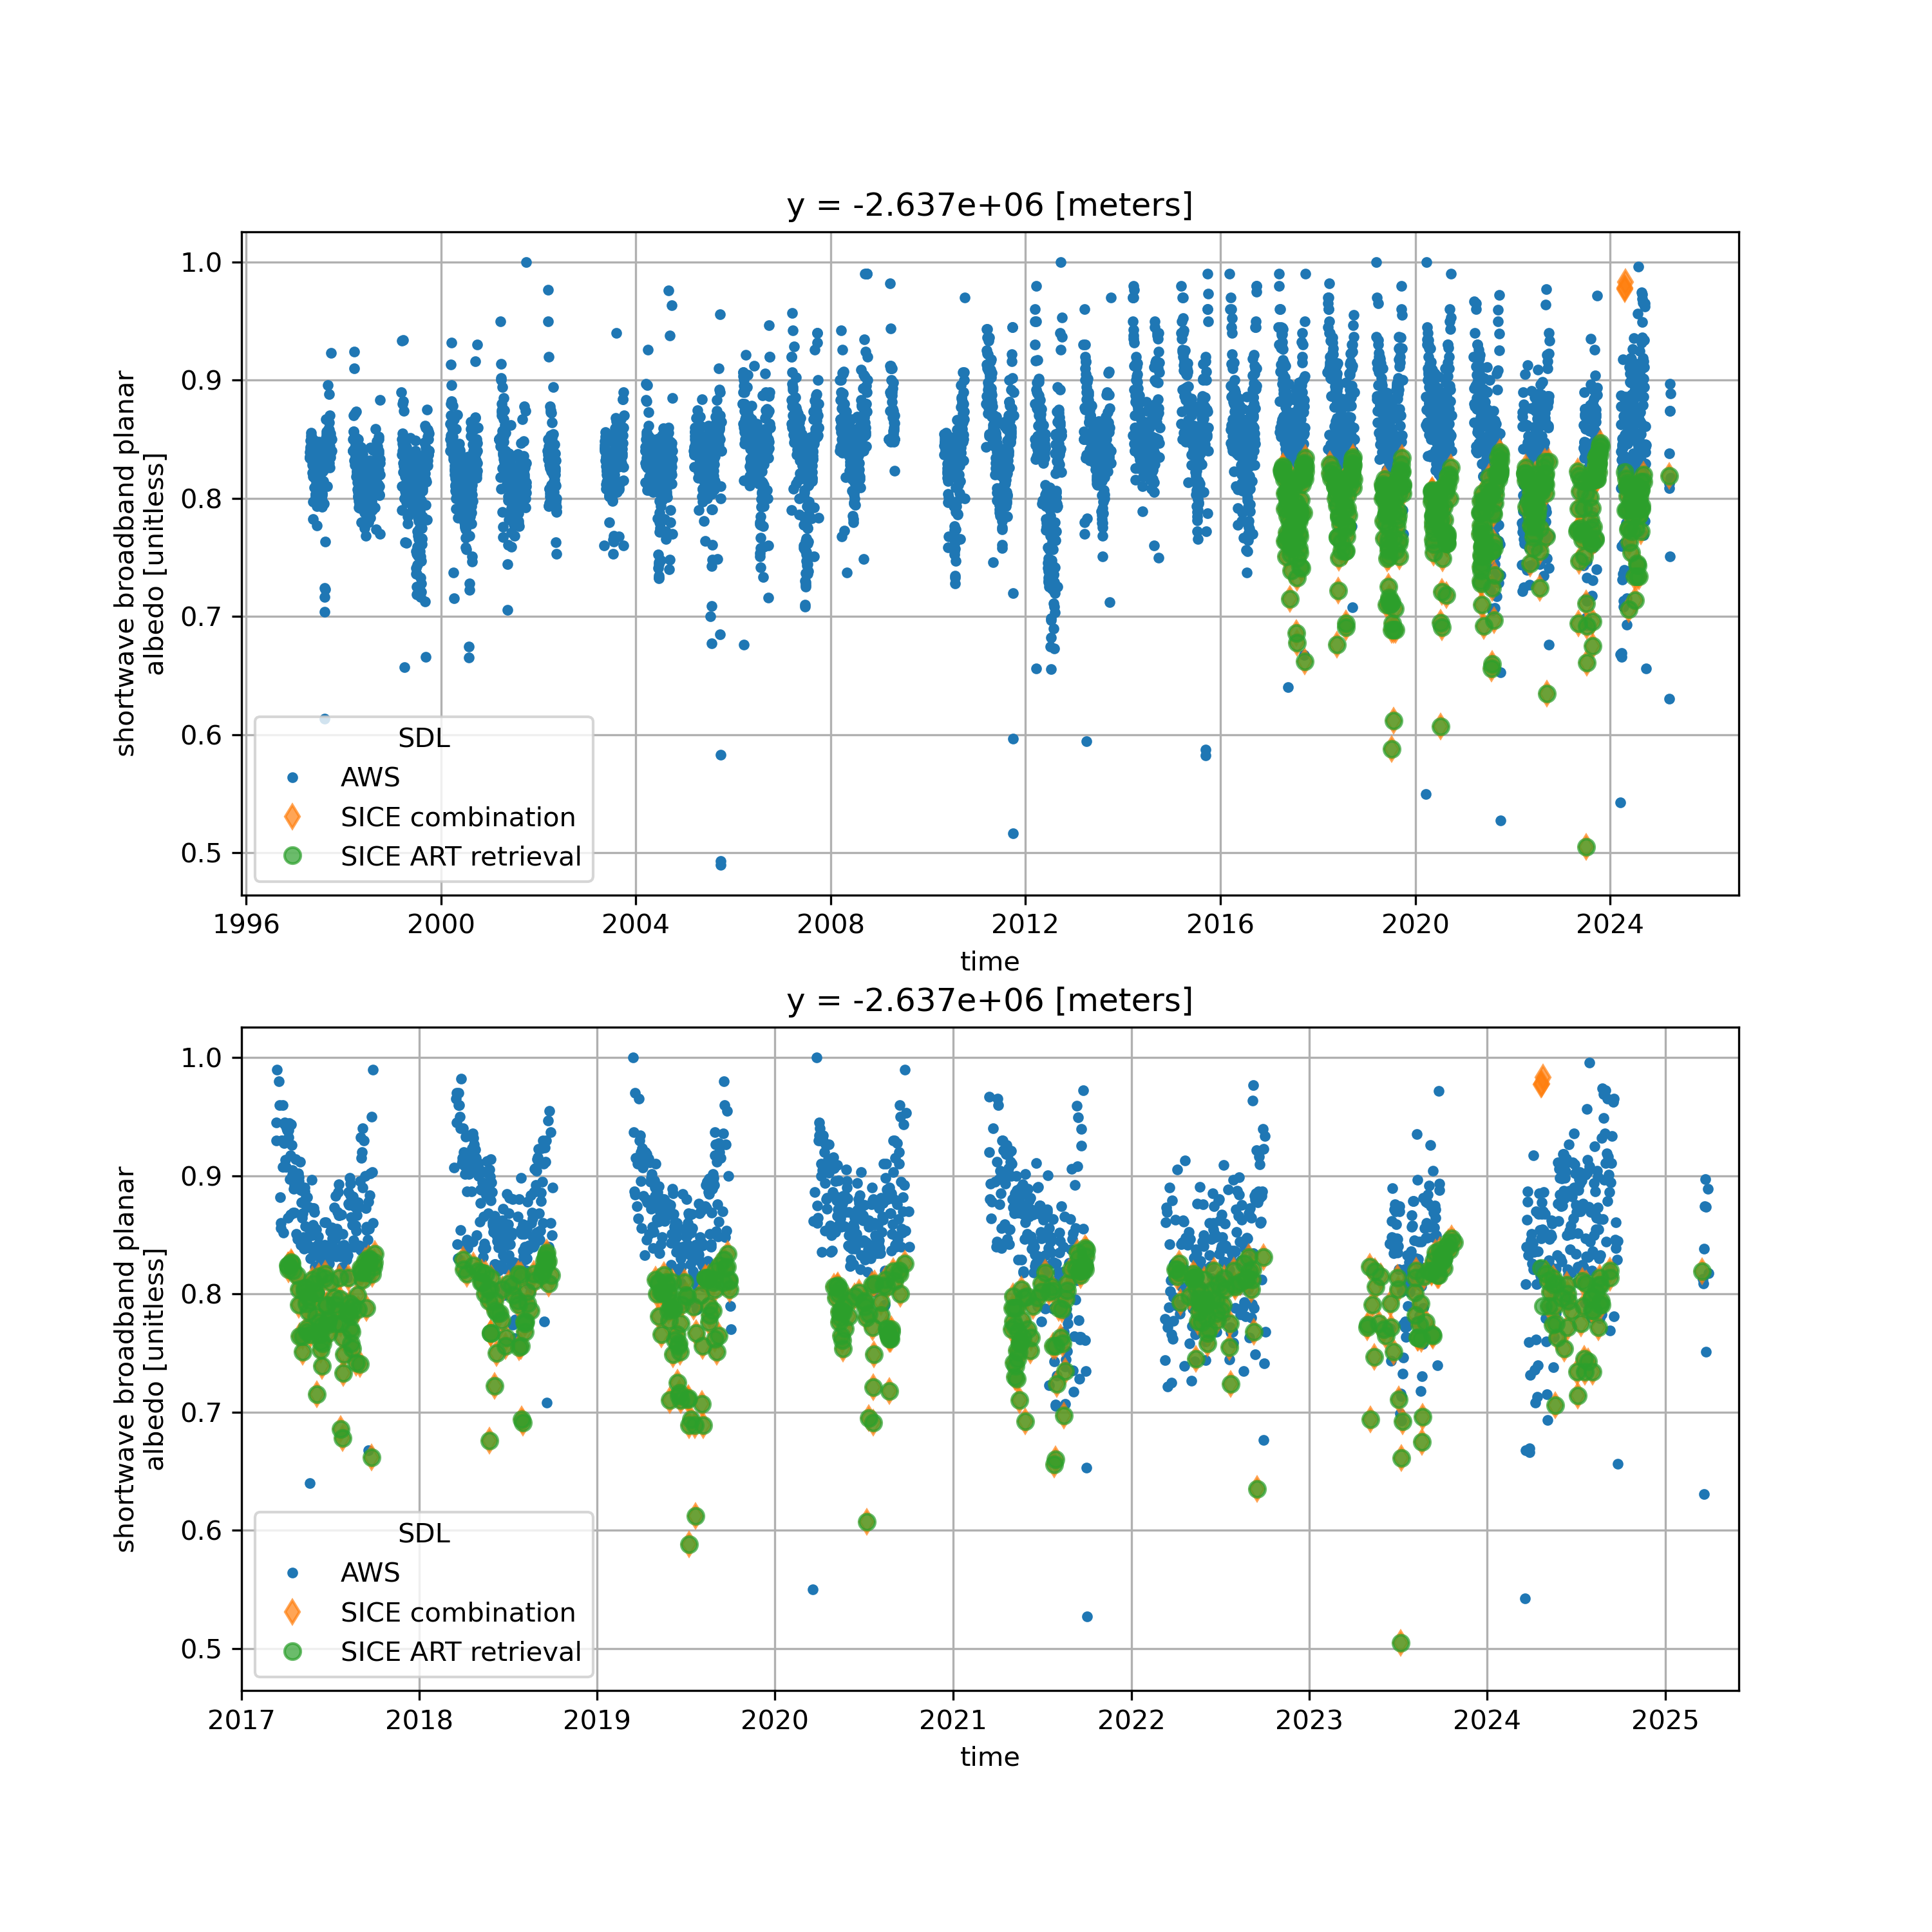 y = -2.637e+06 [meters]
shortwave broadband planar
albedo [unitless]
1.0
0.9
0.8
0.7
0.6
0.5
SDL
AWS
SICE combination
SICE ART retrieval
1996 2000 2004 2008 2012 2016 2020 2024
time
y = -2.637e+06 [meters]
shortwave broadband planar
albedo [unitless]
1.0
0.9
0.8
0.7
0.6
0.5
SDL
AWS
SICE combination
SICE ART retrieval
2017 2018 2019 2020 2021 2022 2023 2024 2025
time